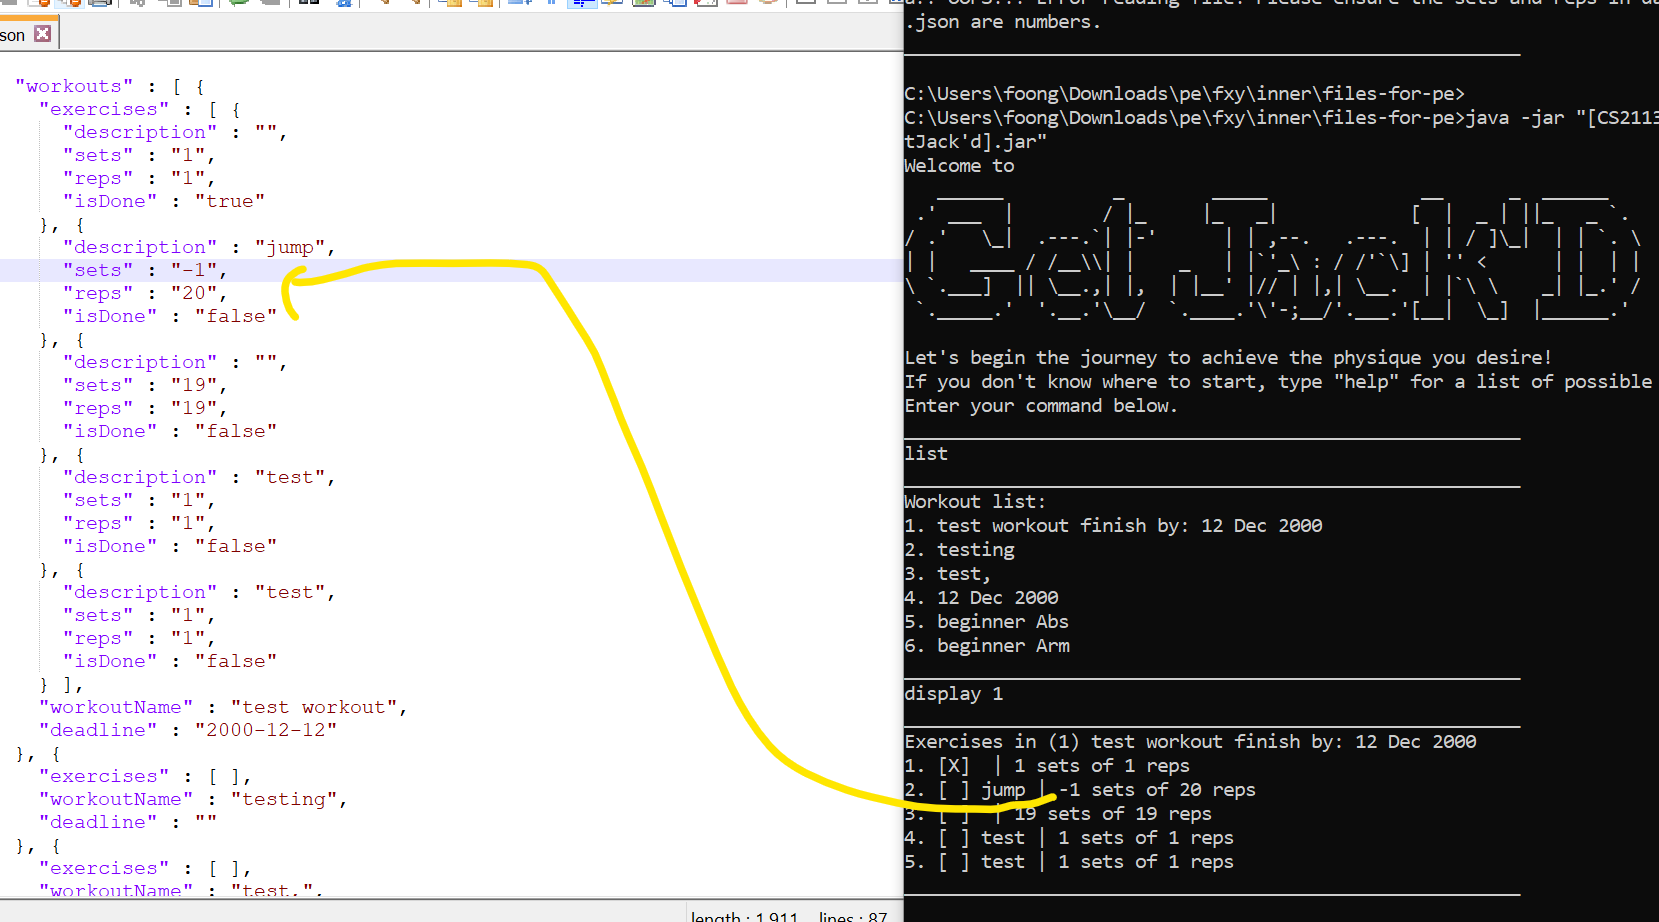 son
"workouts" : [ {
"exercises" : [ {
"description" : "",
"sets" : "1",
"reps" : "1",
"isDone" : "true"
}, {
"description" : "jump",
"sets" : "-1",
"reps" : "20",
"isDone" : "false"
}, {
"description" : "",
"sets" : "19",
"reps" : "19",
"isDone" : "false"
}, {
"description" : "test",
"sets" : "1",
"reps" : "1",
"isDone" : "false"
}, {
"description" : "test",
"sets" : "1",
"reps" : "1",
"isDone" : "false"
} ],
"workoutName" : "test workout",
"deadline" : "2000-12-12"
}, {
"exercises" : [ ],
"workoutName" : "testing",
"deadline" : ""
}, {
"exercises" : [ ],
"workoutName" : "test,",
length : 1,911 lines : 87
Error reading file. Please ensure the sets and reps in da
.json are numbers.
C:\Users\foong\Downloads\pe\fxy\inner\files-for-pe>
C:\Users\foong\Downloads\pe\fxy\inner\files-for-pe>java -jar "[CS2113
tJack'd].jar"
Welcome to
GetJack'D
Let's begin the journey to achieve the physique you desire!
If you don't know where to start, type "help" for a list of possible
Enter your command below.
list
Workout list:
1. test workout finish by: 12 Dec 2000
2. testing
3. test,
4. 12 Dec 2000
5. beginner Abs
6. beginner Arm
display 1
Exercises in (1) test workout finish by: 12 Dec 2000
1. [X]  | 1 sets of 1 reps
2. [ ] jump | -1 sets of 20 reps
3. [ ]  | 19 sets of 19 reps
4. [ ] test | 1 sets of 1 reps
5. [ ] test | 1 sets of 1 reps